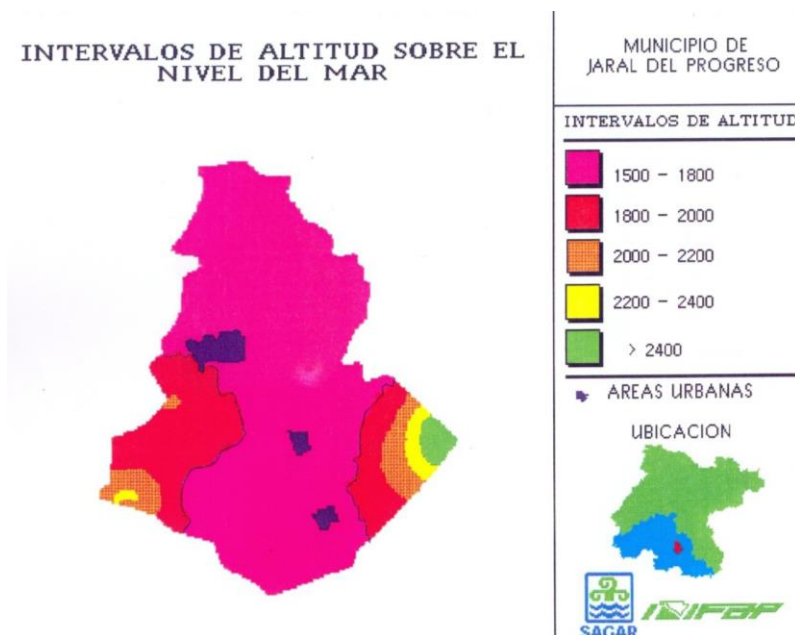 INTERVALOS DE ALTITUD SOBRE EL
NIVEL DEL MAR
MUNICIPIO DE
JARAL DEL PROGRESO
INTERVALOS DE ALTITUD
1500 - 1800
1800 - 2000
2000 - 2200
2200 - 2400
> 2400
AREAS URBANAS
UBICACION
SAGAR
INIFAP